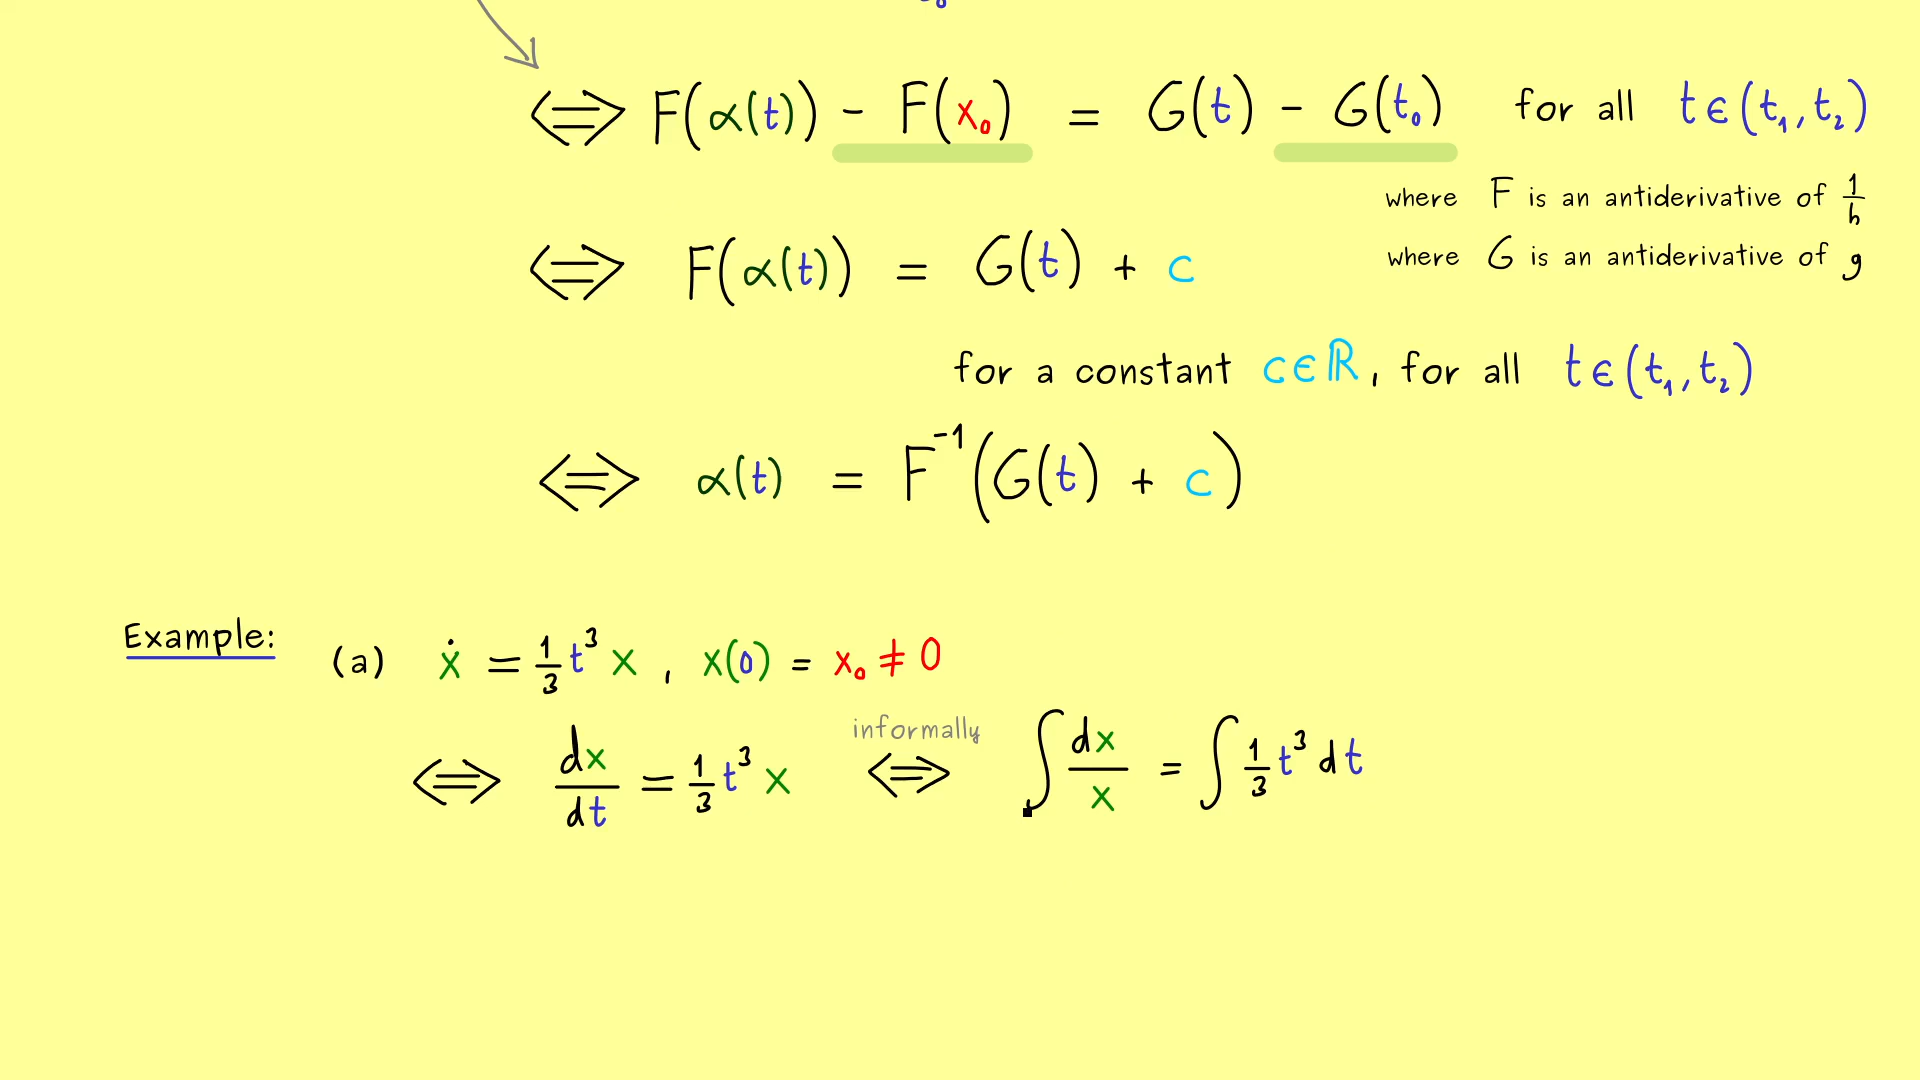 ⟺ F(α(t)) − F(x₀) = G(t) − G(t₀) for all t ∈ (t₁, t₂)
where F is an antiderivative of 1/h
where G is an antiderivative of g
⟺ F(α(t)) = G(t) + c
for a constant c ∈ ℝ, for all t ∈ (t₁, t₂)
⟺ α(t) = F⁻¹(G(t) + c)
Example: (a) ẋ = 1/3 t³ x , x(0) = x₀ ≠ 0
informally
⟺ dx/dt = 1/3 t³ x ⟺ ∫ dx/x = ∫ 1/3 t³ dt